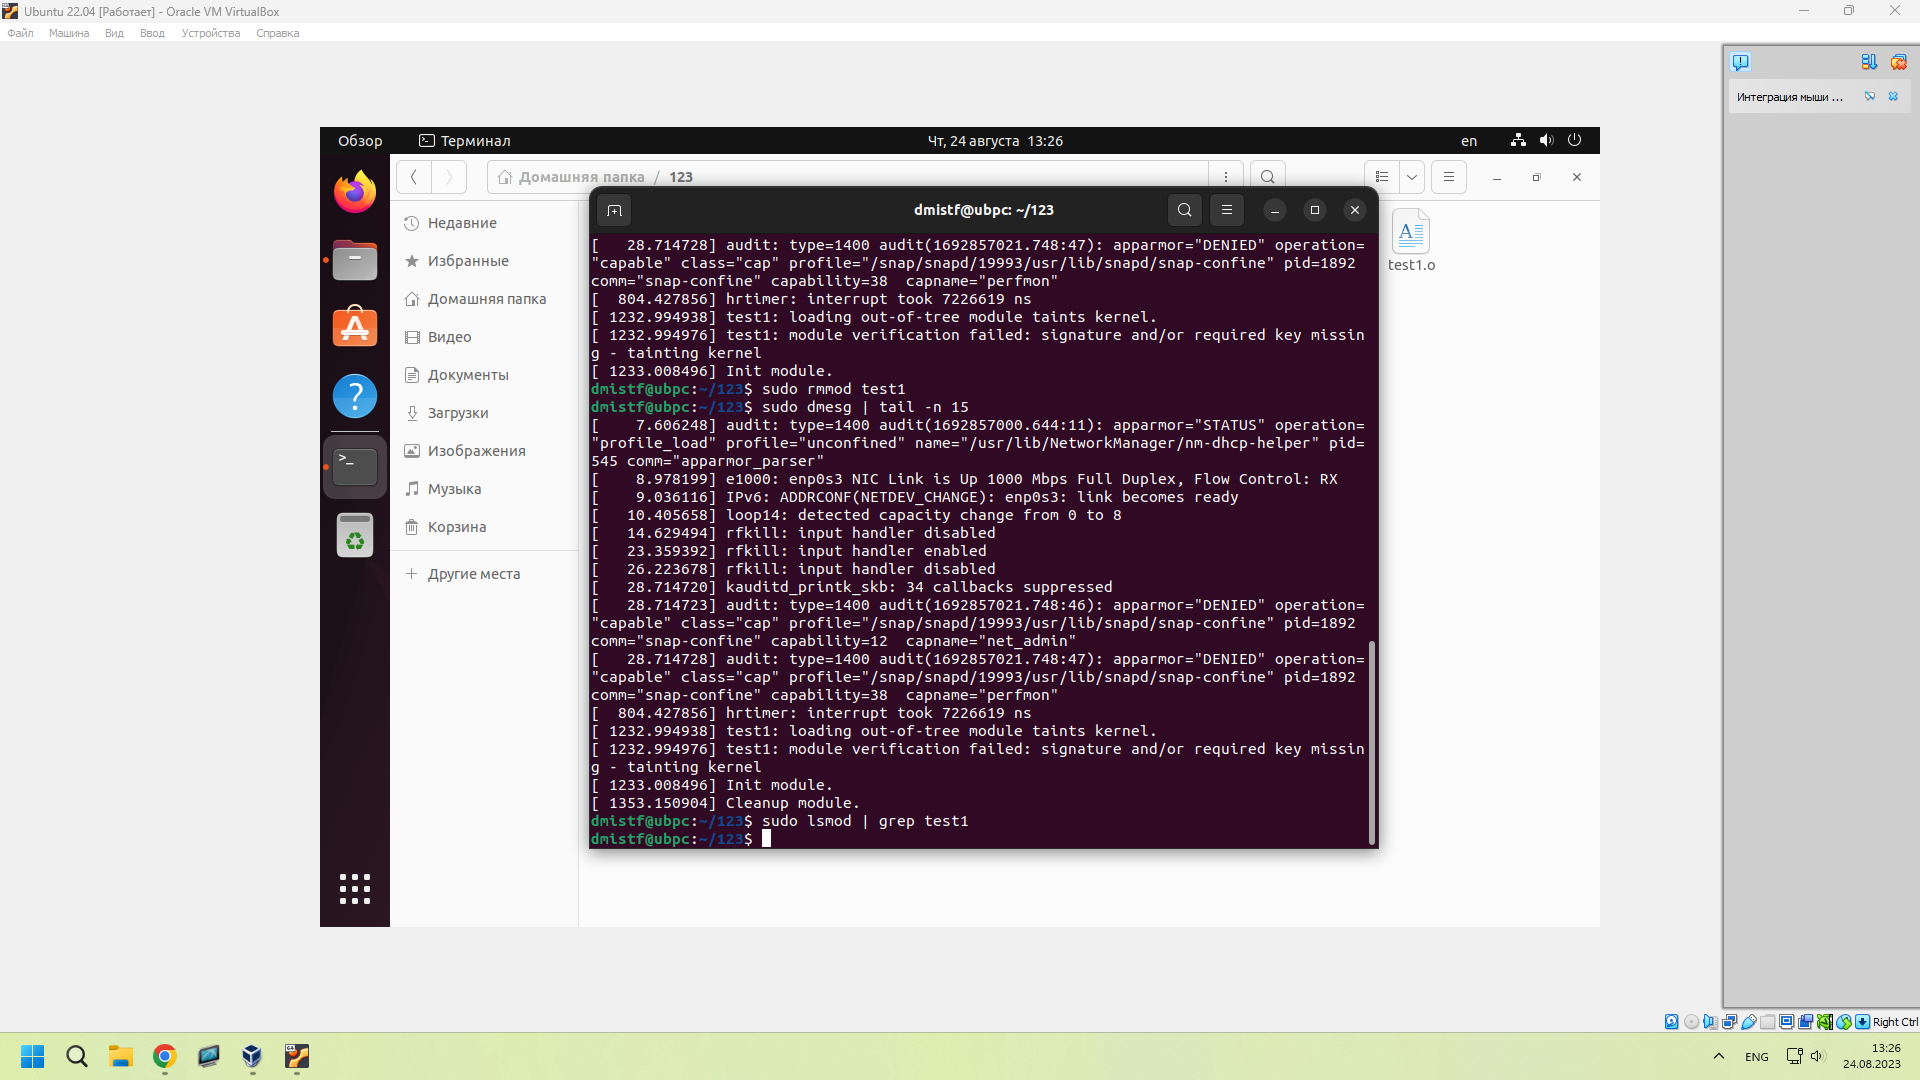 Ubuntu 22.04 [Работает] - Oracle VM VirtualBox
Файл Машина Вид Ввод Устройства Справка
Интеграция мыши ...
Обзор Терминал Чт, 24 августа 13:26 en
Домашняя папка / 123
dmistf@ubpc: ~/123
Недавние
Избранные
Домашняя папка
Видео
Документы
Загрузки
Изображения
Музыка
Корзина
Другие места
test1.o
[   28.714728] audit: type=1400 audit(1692857021.748:47): apparmor="DENIED" operation=
"capable" class="cap" profile="/snap/snapd/19993/usr/lib/snapd/snap-confine" pid=1892
comm="snap-confine" capability=38  capname="perfmon"
[  804.427856] hrtimer: interrupt took 7226619 ns
[ 1232.994938] test1: loading out-of-tree module taints kernel.
[ 1232.994976] test1: module verification failed: signature and/or required key missin
g - tainting kernel
[ 1233.008496] Init module.
dmistf@ubpc:~/123$ sudo rmmod test1
dmistf@ubpc:~/123$ sudo dmesg | tail -n 15
[    7.606248] audit: type=1400 audit(1692857000.644:11): apparmor="STATUS" operation=
"profile_load" profile="unconfined" name="/usr/lib/NetworkManager/nm-dhcp-helper" pid=
545 comm="apparmor_parser"
[    8.978199] e1000: enp0s3 NIC Link is Up 1000 Mbps Full Duplex, Flow Control: RX
[    9.036116] IPv6: ADDRCONF(NETDEV_CHANGE): enp0s3: link becomes ready
[   10.405658] loop14: detected capacity change from 0 to 8
[   14.629494] rfkill: input handler disabled
[   23.359392] rfkill: input handler enabled
[   26.223678] rfkill: input handler disabled
[   28.714720] kauditd_printk_skb: 34 callbacks suppressed
[   28.714723] audit: type=1400 audit(1692857021.748:46): apparmor="DENIED" operation=
"capable" class="cap" profile="/snap/snapd/19993/usr/lib/snapd/snap-confine" pid=1892
comm="snap-confine" capability=12  capname="net_admin"
[   28.714728] audit: type=1400 audit(1692857021.748:47): apparmor="DENIED" operation=
"capable" class="cap" profile="/snap/snapd/19993/usr/lib/snapd/snap-confine" pid=1892
comm="snap-confine" capability=38  capname="perfmon"
[  804.427856] hrtimer: interrupt took 7226619 ns
[ 1232.994938] test1: loading out-of-tree module taints kernel.
[ 1232.994976] test1: module verification failed: signature and/or required key missin
g - tainting kernel
[ 1233.008496] Init module.
[ 1353.150904] Cleanup module.
dmistf@ubpc:~/123$ sudo lsmod | grep test1
dmistf@ubpc:~/123$
Right Ctrl
ENG
13:26
24.08.2023